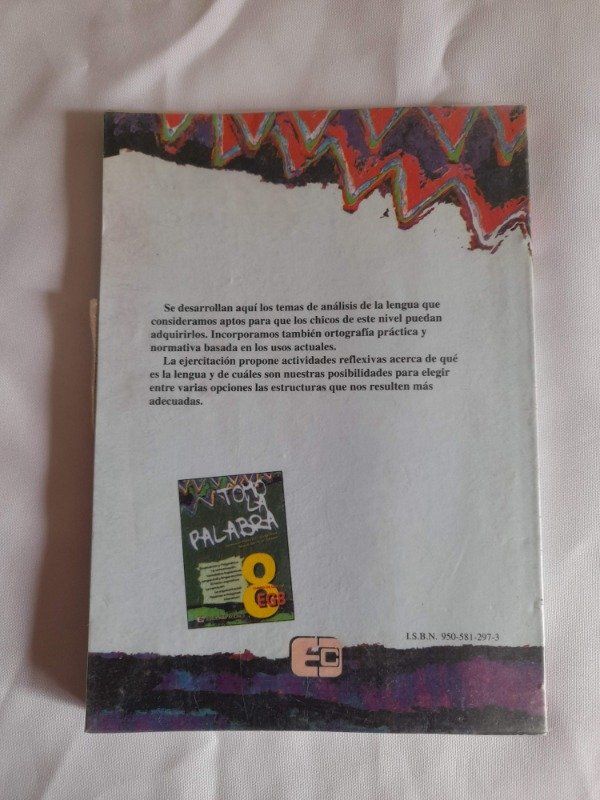 Se desarrollan aquí los temas de análisis de la lengua que
consideramos aptos para que los chicos de este nivel puedan
adquirirlos. Incorporamos también ortografía práctica y
normativa basada en los usos actuales.
La ejercitación propone actividades reflexivas acerca de qué
es la lengua y de cuáles son nuestras posibilidades para elegir
entre varias opciones las estructuras que nos resulten más
adecuadas.
TOMO
LA
PALABRA
8
EGB
I.S.B.N. 950-581-297-3